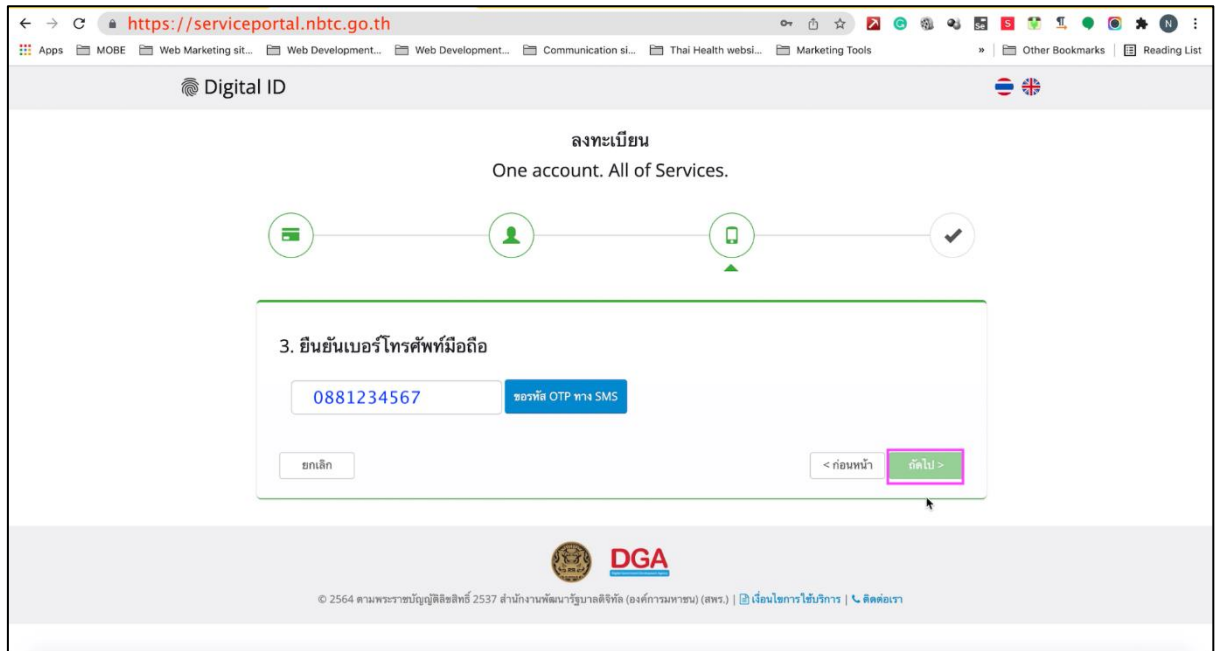 https://serviceportal.nbtc.go.th
Apps MOBE Web Marketing sit... Web Development... Web Development... Communication si... Thai Health websi... Marketing Tools » Other Bookmarks Reading List
Digital ID
ลงทะเบียน
One account. All of Services.
3. ยืนยันเบอร์โทรศัพท์มือถือ
0881234567 ขอรหัส OTP ทาง SMS
ยกเลิก < ก่อนหน้า ถัดไป >
DGA
© 2564 ตามพระราชบัญญัติลิขสิทธิ์ 2537 สำนักงานพัฒนารัฐบาลดิจิทัล (องค์การมหาชน) (สพร.) | เงื่อนไขการใช้บริการ | ติดต่อเรา